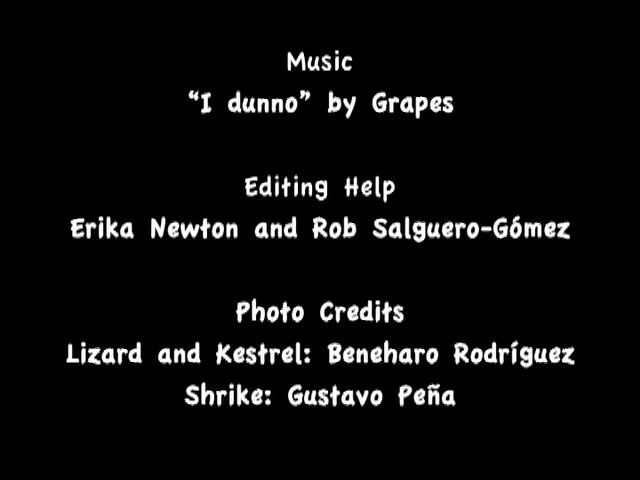 Music
“I dunno” by Grapes
Editing Help
Erika Newton and Rob Salguero-Gómez
Photo Credits
Lizard and Kestrel: Beneharo Rodríguez
Shrike: Gustavo Peña